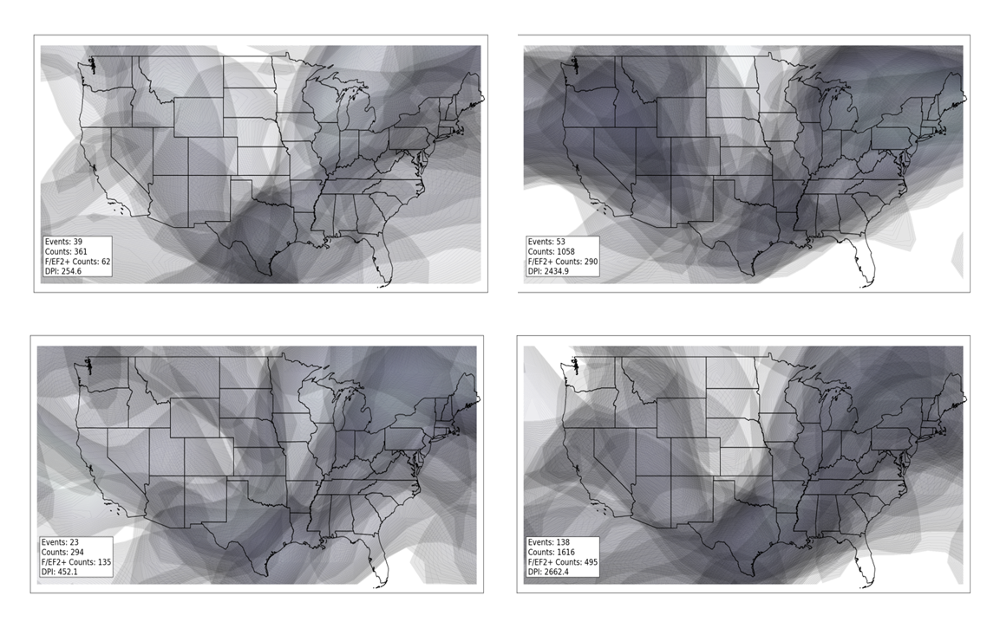 Events: 39
Counts: 361
F/EF2+ Counts: 62
DPI: 254.6
Events: 53
Counts: 1058
F/EF2+ Counts: 290
DPI: 2434.9
Events: 23
Counts: 294
F/EF2+ Counts: 135
DPI: 452.1
Events: 138
Counts: 1616
F/EF2+ Counts: 495
DPI: 2662.4